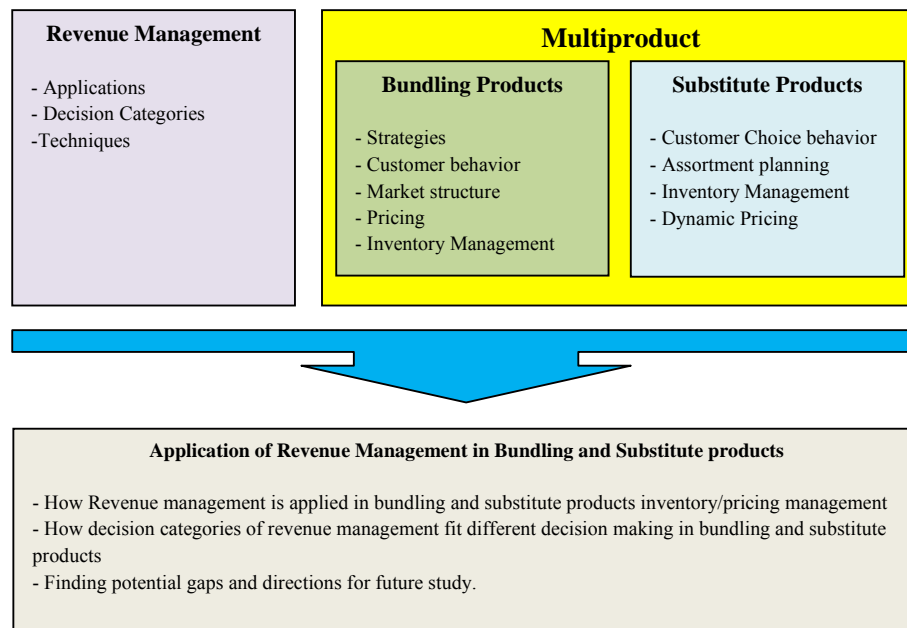 Revenue Management
- Applications
- Decision Categories
-Techniques
Multiproduct
Bundling Products
- Strategies
- Customer behavior
- Market structure
- Pricing
- Inventory Management
Substitute Products
- Customer Choice behavior
- Assortment planning
- Inventory Management
- Dynamic Pricing
Application of Revenue Management in Bundling and Substitute products
- How Revenue management is applied in bundling and substitute products inventory/pricing management
- How decision categories of revenue management fit different decision making in bundling and substitute
products
- Finding potential gaps and directions for future study.